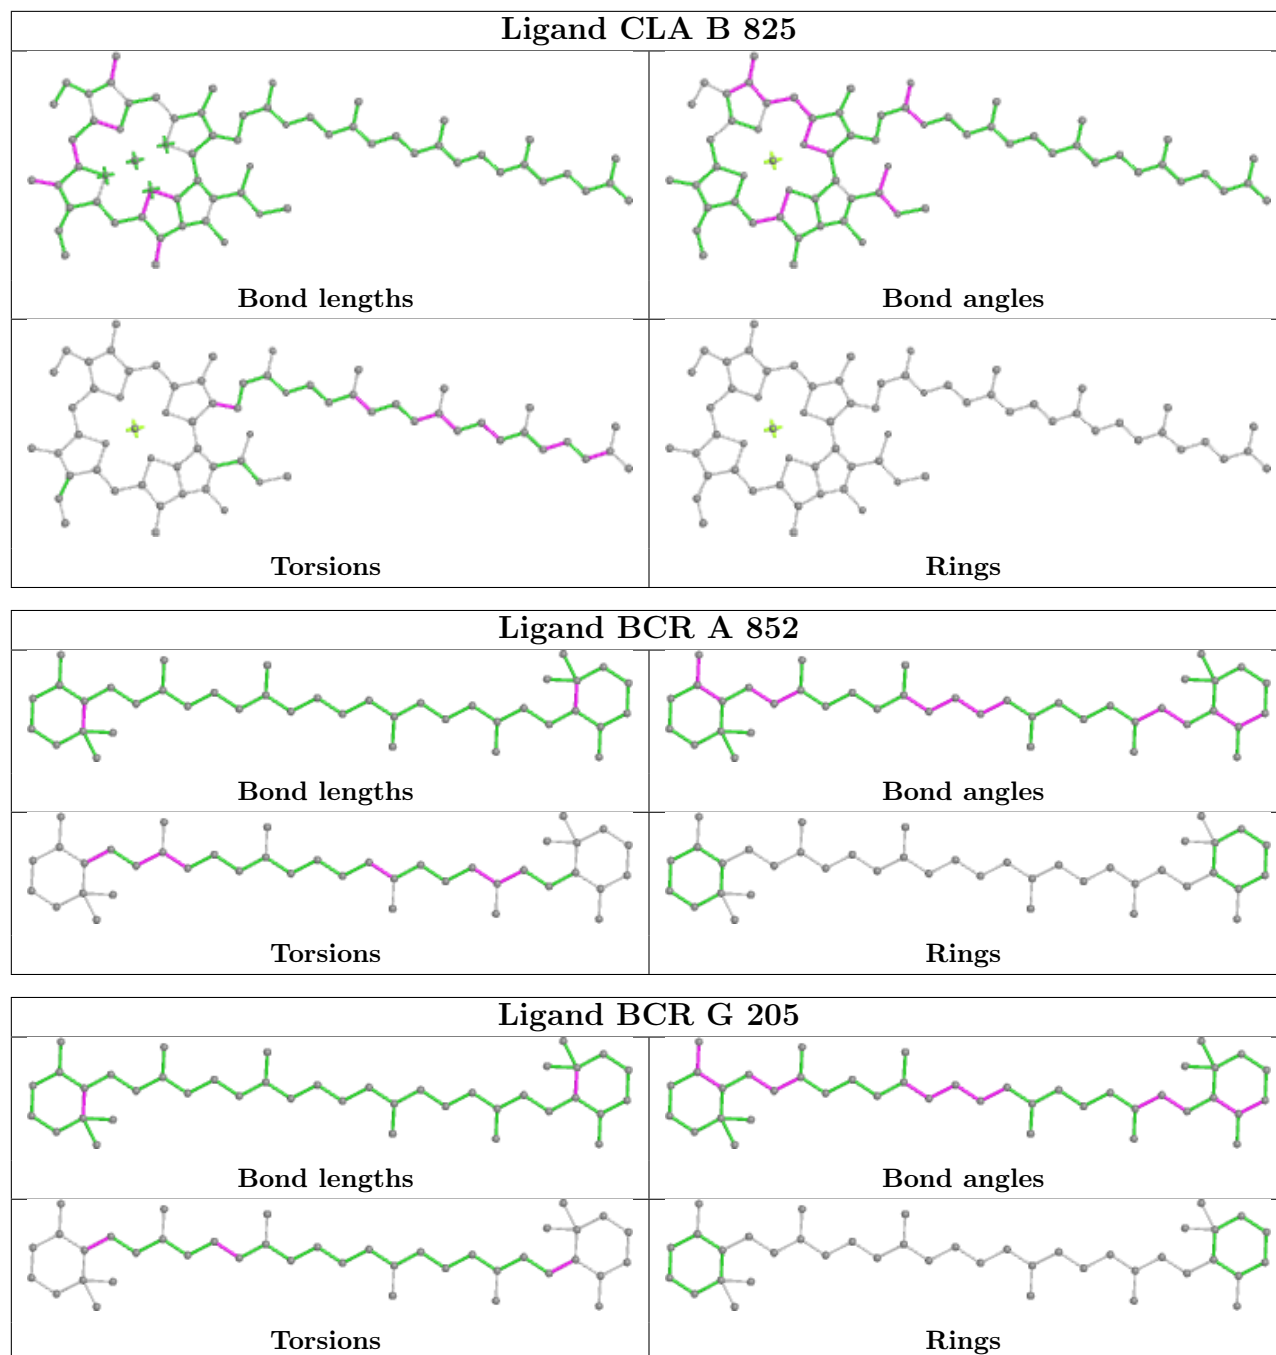 Ligand CLA B 825
Bond lengths
Bond angles
Torsions
Rings
Ligand BCR A 852
Bond lengths
Bond angles
Torsions
Rings
Ligand BCR G 205
Bond lengths
Bond angles
Torsions
Rings